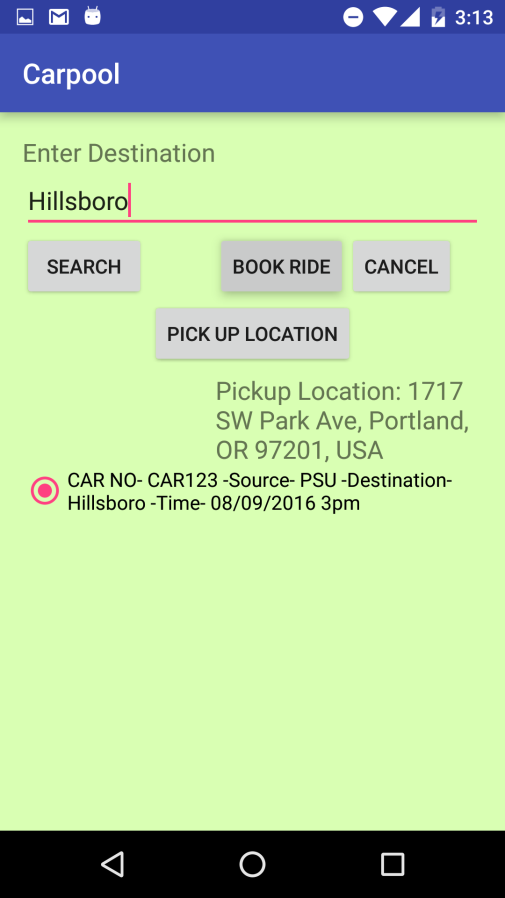 3:13
Carpool
Enter Destination
Hillsboro
SEARCH
BOOK RIDE
CANCEL
PICK UP LOCATION
Pickup Location: 1717
SW Park Ave, Portland,
OR 97201, USA
CAR NO- CAR123 -Source- PSU -Destination-
Hillsboro -Time- 08/09/2016 3pm